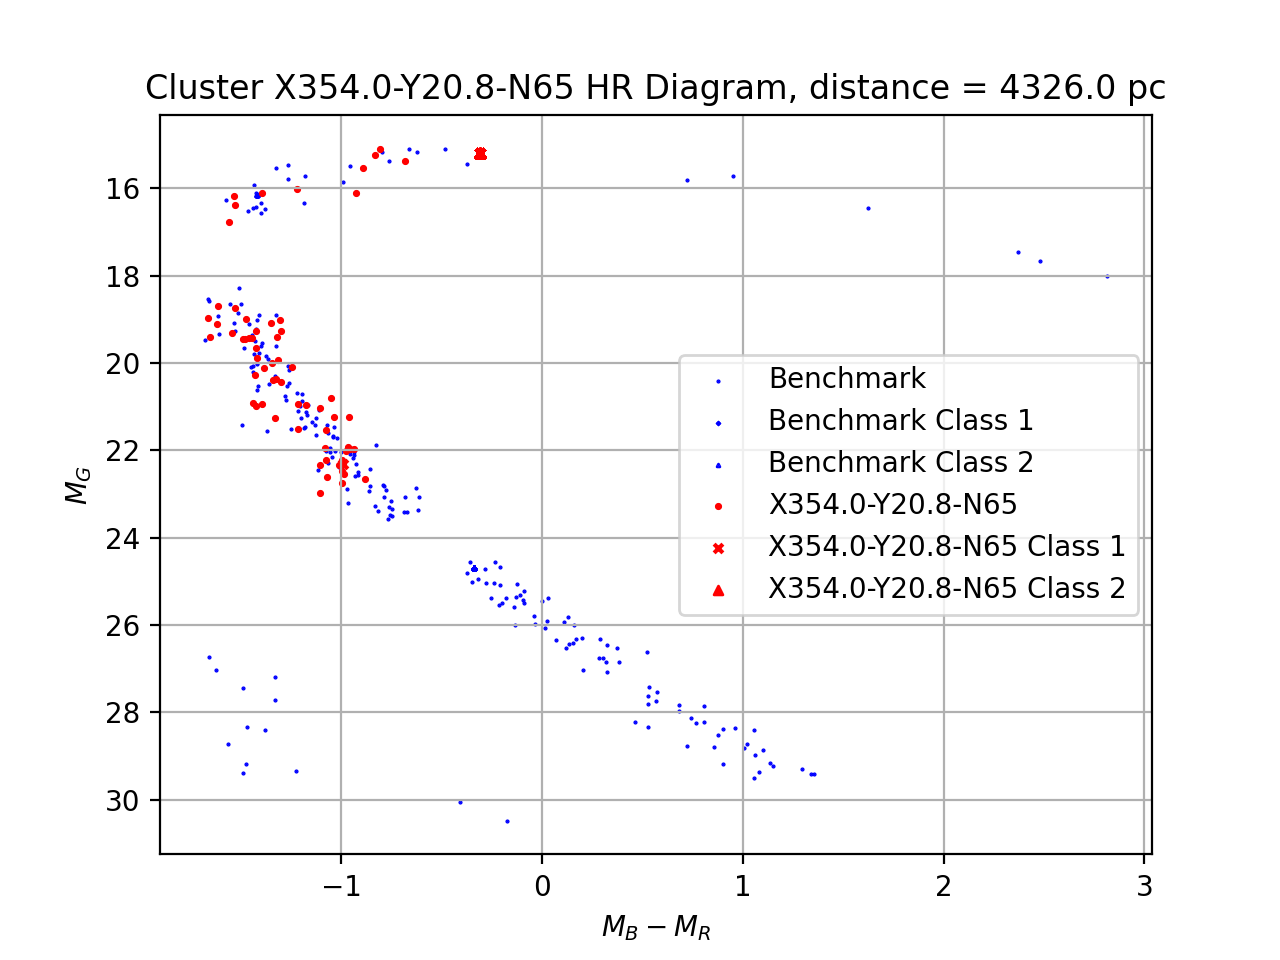 Cluster X354.0-Y20.8-N65 HR Diagram, distance = 4326.0 pc
16
18
20
22
24
26
28
30
M_G
Benchmark
Benchmark Class 1
Benchmark Class 2
X354.0-Y20.8-N65
X354.0-Y20.8-N65 Class 1
X354.0-Y20.8-N65 Class 2
−1 0 1 2 3
M_B − M_R